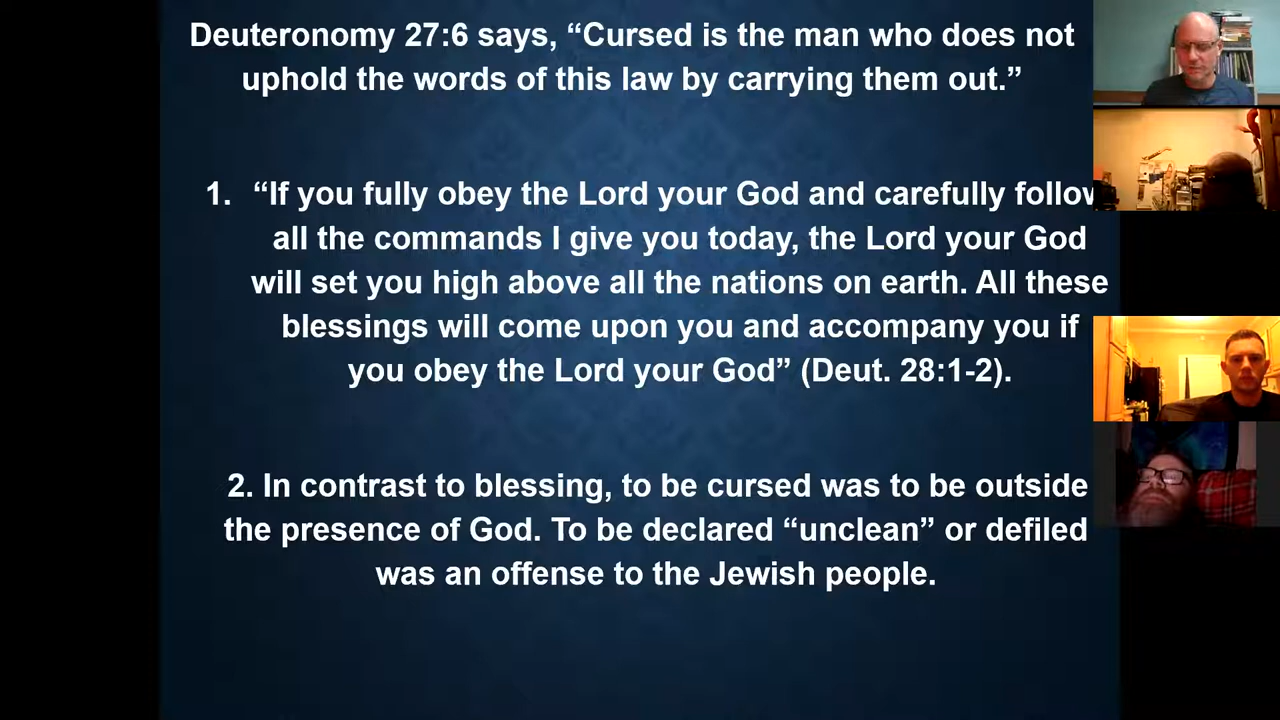 Deuteronomy 27:6 says, “Cursed is the man who does not
uphold the words of this law by carrying them out.”
1. “If you fully obey the Lord your God and carefully follow
all the commands I give you today, the Lord your God
will set you high above all the nations on earth. All these
blessings will come upon you and accompany you if
you obey the Lord your God” (Deut. 28:1-2).
2. In contrast to blessing, to be cursed was to be outside
the presence of God. To be declared “unclean” or defiled
was an offense to the Jewish people.